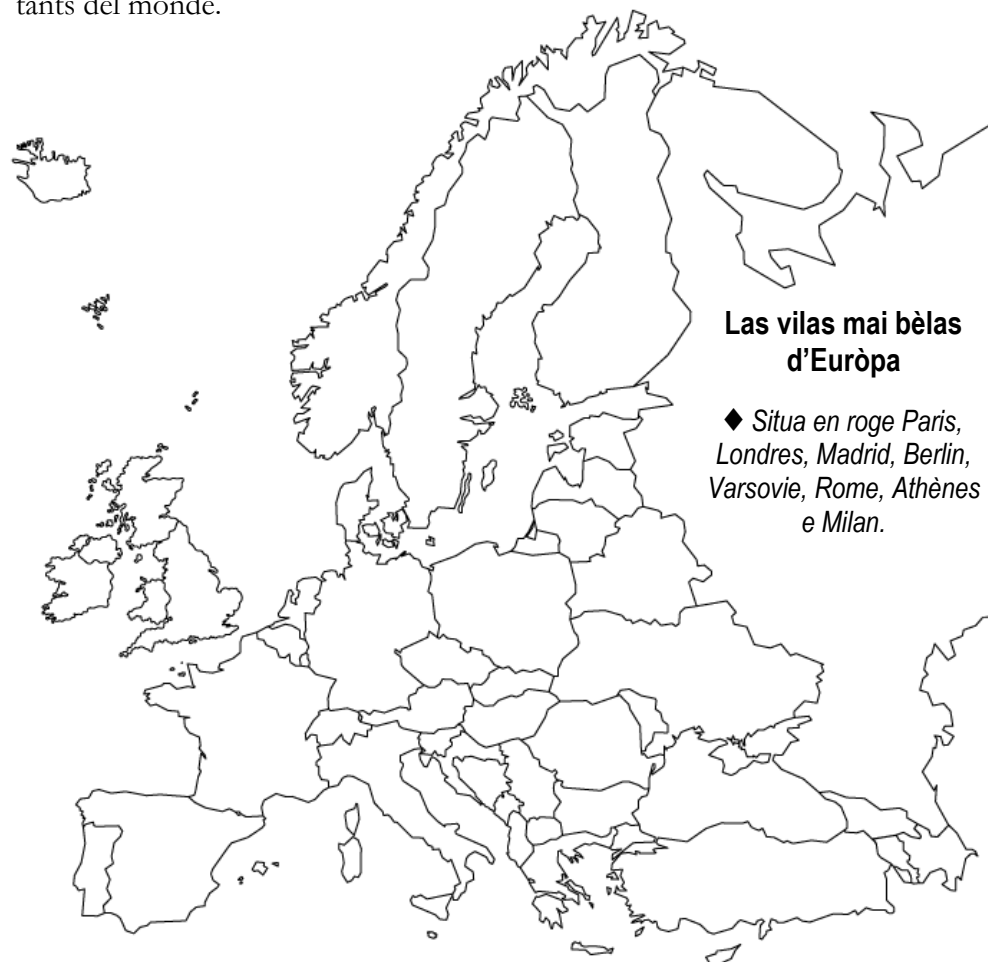 tants del monde.
Las vilas mai bèlas
d’Euròpa
♦ Situa en roge Paris,
Londres, Madrid, Berlin,
Varsovie, Rome, Athènes
e Milan.